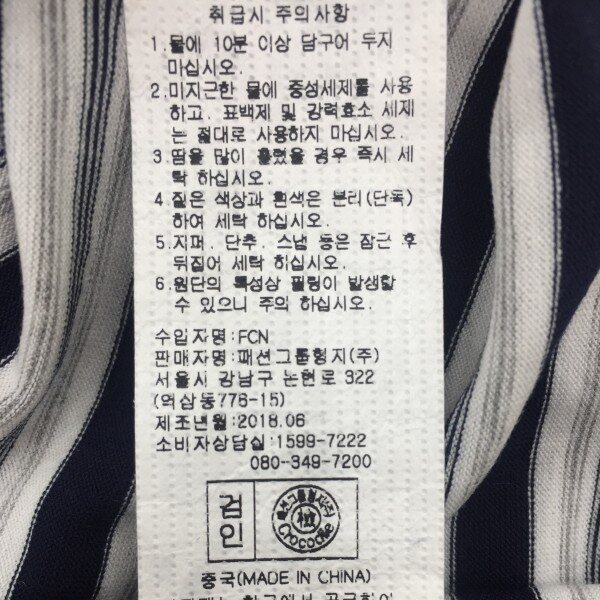 취급시 주의사항
1.물에 10분 이상 담구어 두지
마십시오.
2.미지근한 물에 중성세제를 사용
하고, 표백제 및 강력효소 세제
는 절대로 사용하지 마십시오.
3.땀을 많이 흘렸을 경우 즉시 세
탁 하십시오.
4.짙은 색상과 흰색은 분리(단독)
하여 세탁 하십시오.
5.지퍼, 단추, 스냅 등은 잠근 후
뒤집어 세탁 하십시오.
6.원단의 특성상 필링이 발생할
수 있으니 주의 하십시오.
수입자명:FCN
판매자명:패션그룹형지(주)
서울시 강남구 논현로 322
(역삼동776-15)
제조년월:2018.06
소비자상담실:1599-7222
080-349-7200
검인
패션그룹형지(주)
檢
Crocodile
중국(MADE IN CHINA)